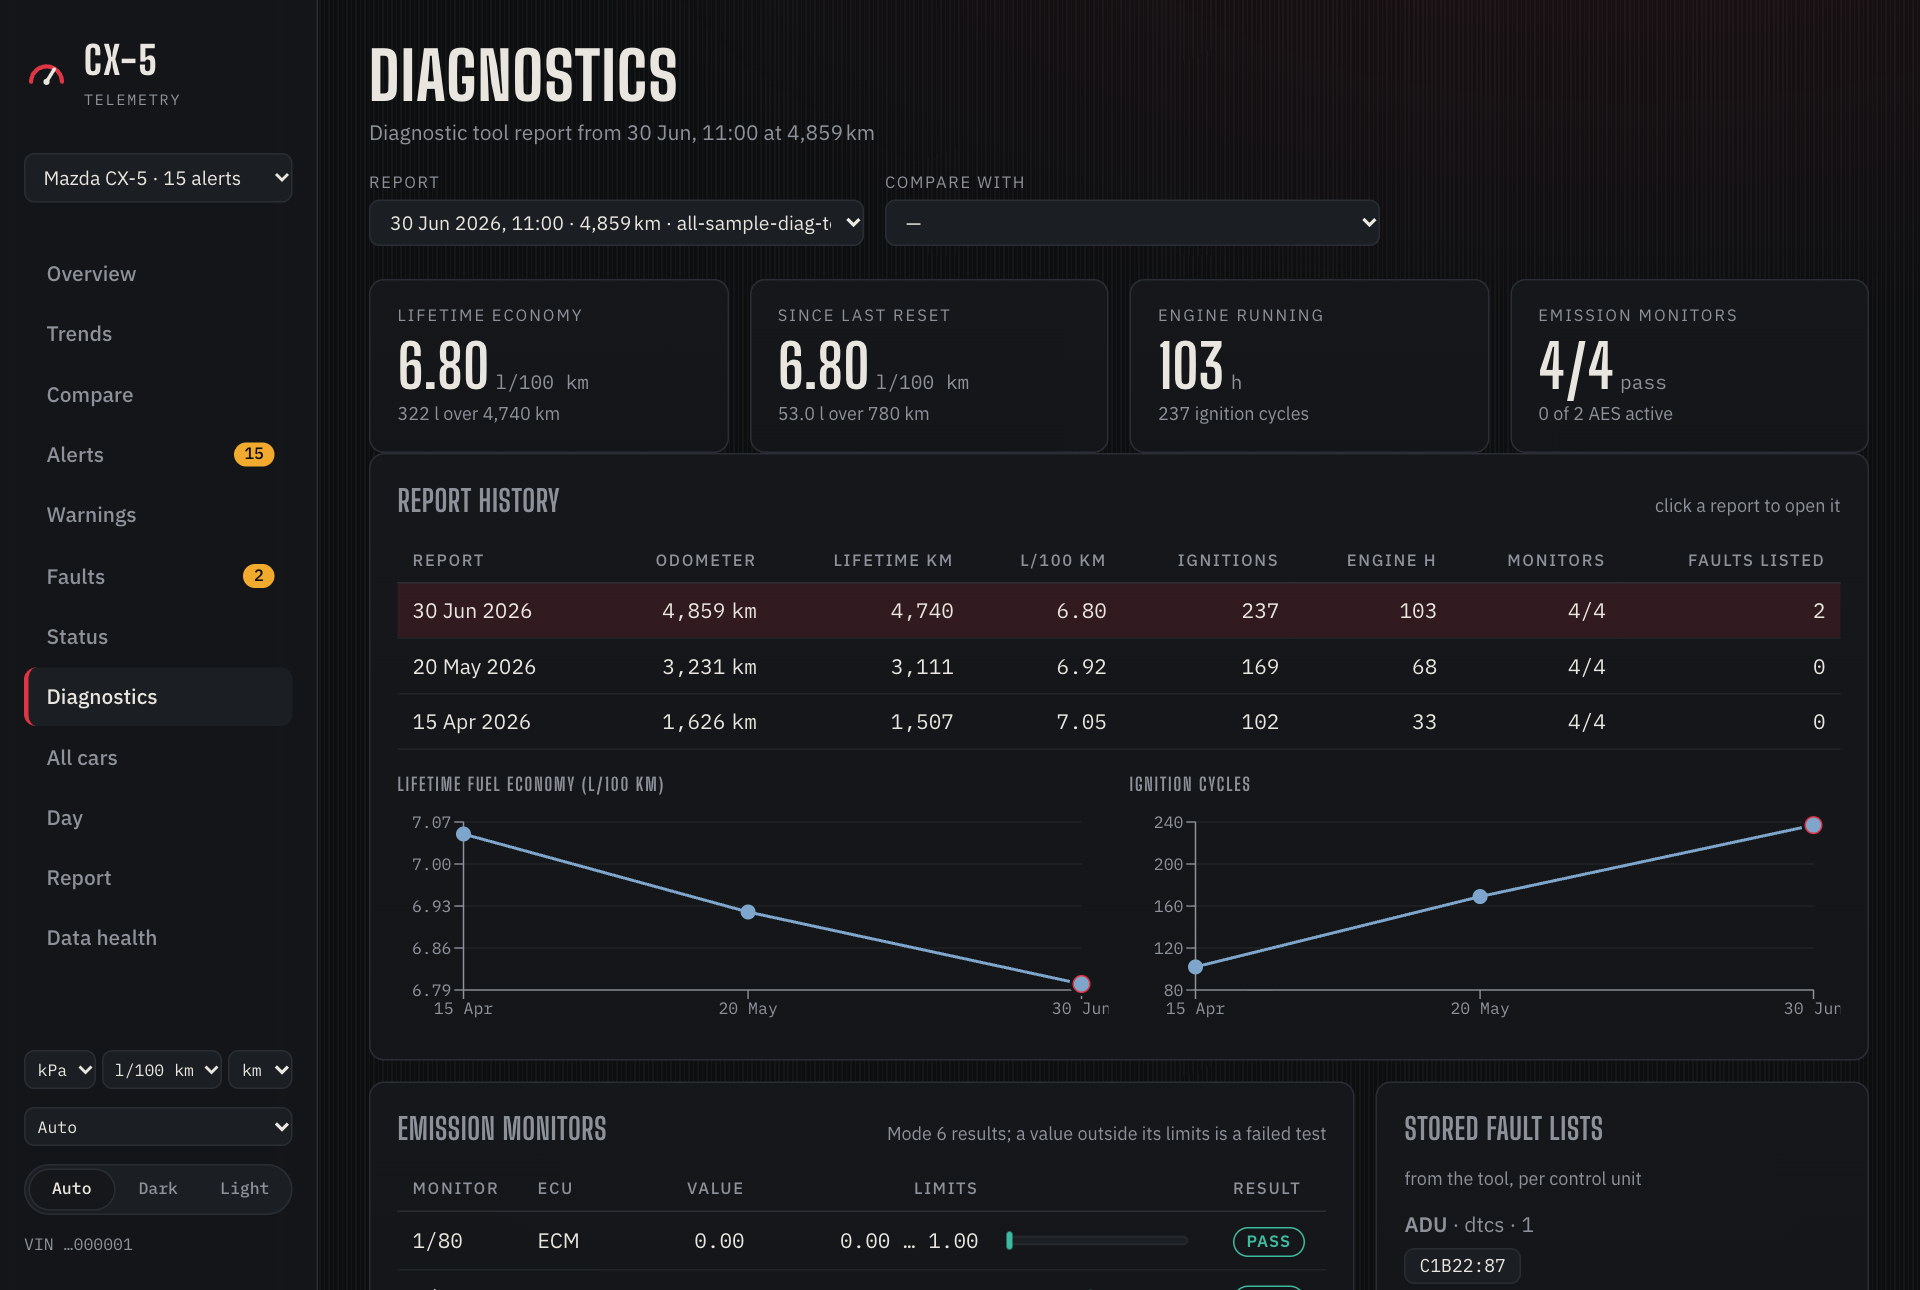 CX-5
TELEMETRY
Mazda CX-5 · 15 alerts
Overview
Trends
Compare
Alerts 15
Warnings
Faults 2
Status
Diagnostics
All cars
Day
Report
Data health
kPa l/100 km km
Auto
Auto Dark Light
VIN …000001
DIAGNOSTICS
Diagnostic tool report from 30 Jun, 11:00 at 4,859 km
REPORT COMPARE WITH
30 Jun 2026, 11:00 · 4,859 km · all-sample-diag-t —
LIFETIME ECONOMY
6.80 l/100 km
322 l over 4,740 km
SINCE LAST RESET
6.80 l/100 km
53.0 l over 780 km
ENGINE RUNNING
103 h
237 ignition cycles
EMISSION MONITORS
4/4 pass
0 of 2 AES active
REPORT HISTORY click a report to open it
REPORT ODOMETER LIFETIME KM L/100 KM IGNITIONS ENGINE H MONITORS FAULTS LISTED
30 Jun 2026 4,859 km 4,740 6.80 237 103 4/4 2
20 May 2026 3,231 km 3,111 6.92 169 68 4/4 0
15 Apr 2026 1,626 km 1,507 7.05 102 33 4/4 0
LIFETIME FUEL ECONOMY (L/100 KM)
7.07
7.00
6.93
6.86
6.79
15 Apr 20 May 30 Jun
IGNITION CYCLES
240
200
160
120
80
15 Apr 20 May 30 Jun
EMISSION MONITORS Mode 6 results; a value outside its limits is a failed test
MONITOR ECU VALUE LIMITS RESULT
1/80 ECM 0.00 0.00 … 1.00 PASS
STORED FAULT LISTS
from the tool, per control unit
ADU · dtcs · 1
C1B22:87